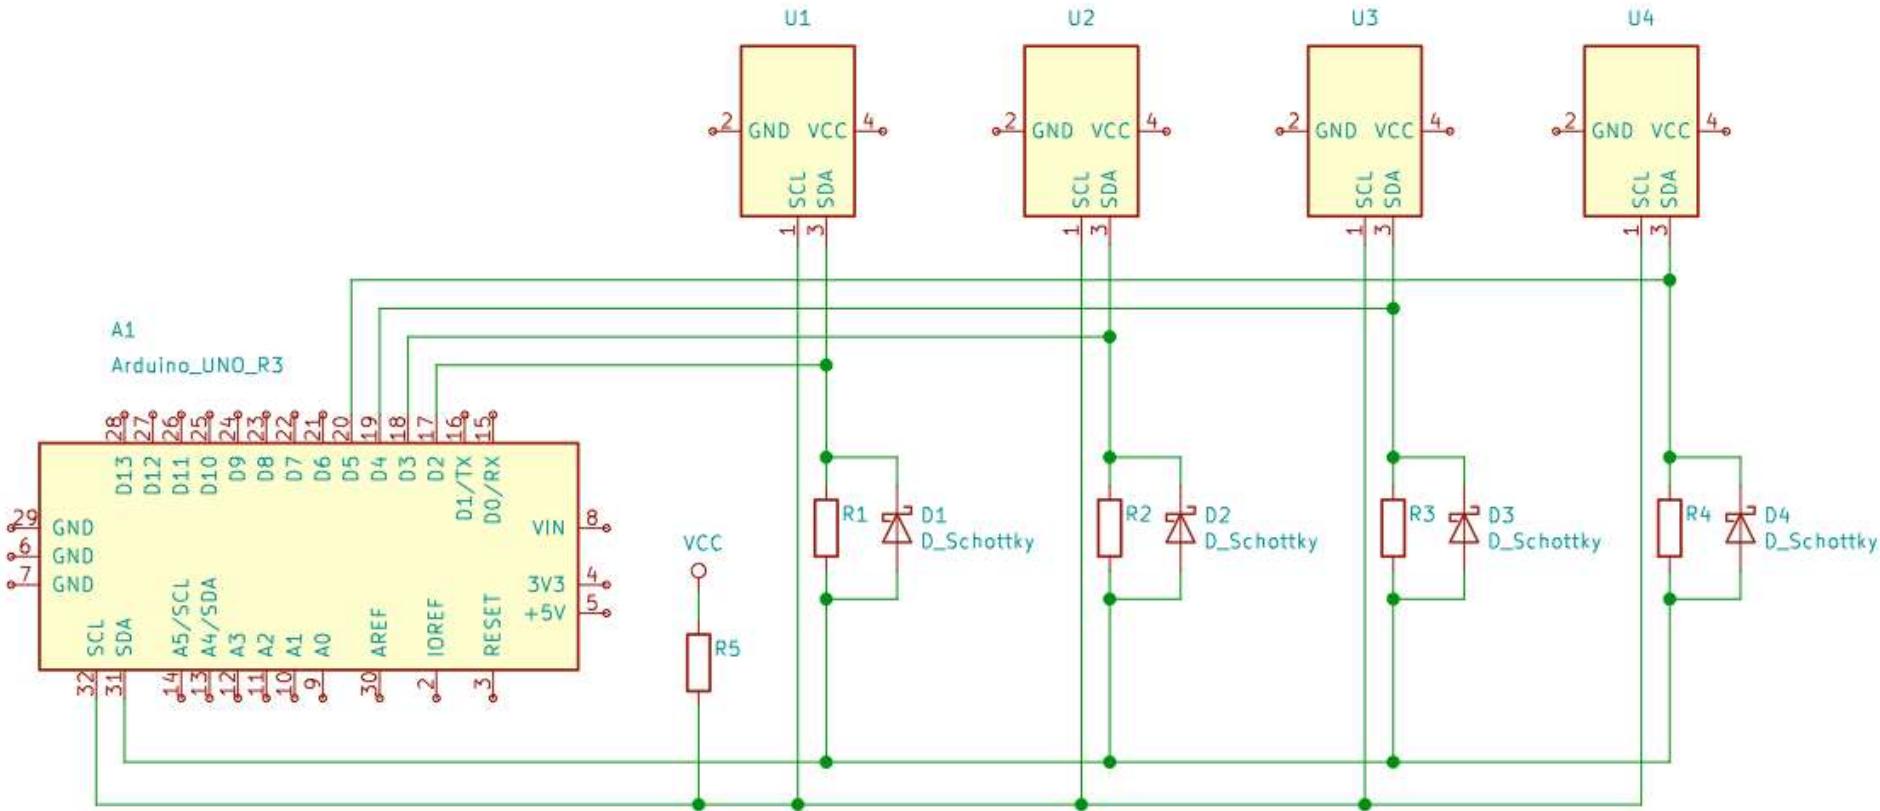 U1
U2
U3
U4
2 GND VCC 4
2 GND VCC 4
2 GND VCC 4
2 GND VCC 4
SCL SDA
SCL SDA
SCL SDA
SCL SDA
1 3
1 3
1 3
1 3
A1
Arduino_UNO_R3
28 27 26 25 24 23 22 21 20 19 18 17 16 15
D13 D12 D11 D10 D9 D8 D7 D6 D5 D4 D3 D2 D1/TX D0/RX
29 GND
6 GND
7 GND
VIN 8
3V3 4
+5V 5
SCL SDA A5/SCL A4/SDA A3 A2 A1 A0 AREF IOREF RESET
32 31 14 13 12 11 10 9 30 2 3
VCC
R5
R1
D1
D_Schottky
R2
D2
D_Schottky
R3
D3
D_Schottky
R4
D4
D_Schottky